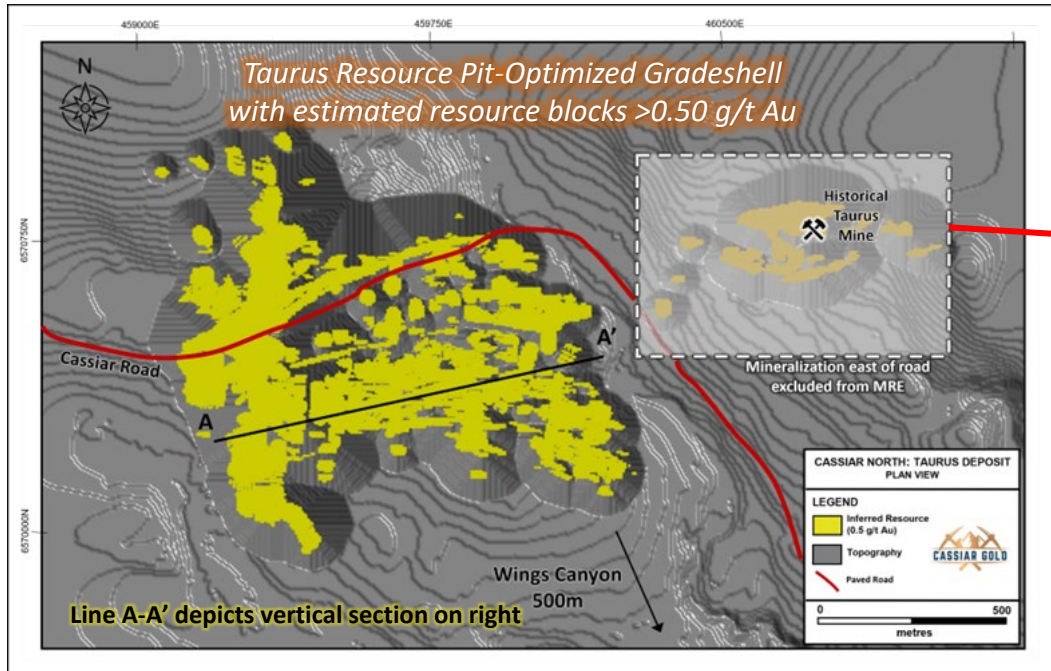 459000E
459750E
460500E
N
Taurus Resource Pit-Optimized Gradeshell
with estimated resource blocks >0.50 g/t Au
6570750N
6570000N
Historical
Taurus
Mine
Cassiar Road
A
A'
Mineralization east of road
excluded from MRE
Wings Canyon
500m
Line A-A' depicts vertical section on right
CASSIAR NORTH: TAURUS DEPOSIT
PLAN VIEW
LEGEND
Inferred Resource
(0.5 g/t Au)
Topography
Paved Road
CASSIAR GOLD
0 500
metres